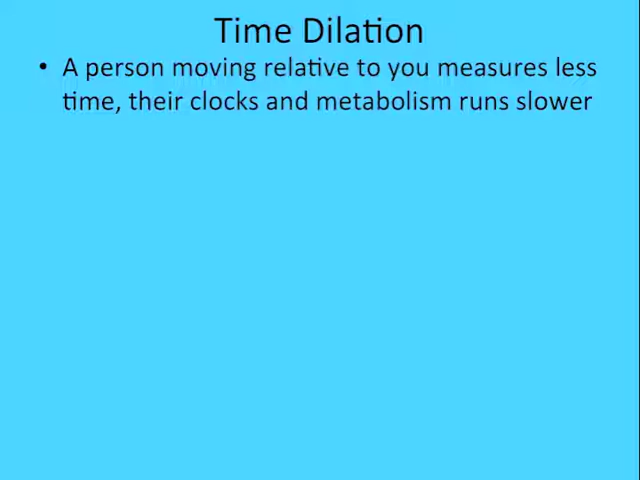 Time Dilation
• A person moving relative to you measures less
time, their clocks and metabolism runs slower